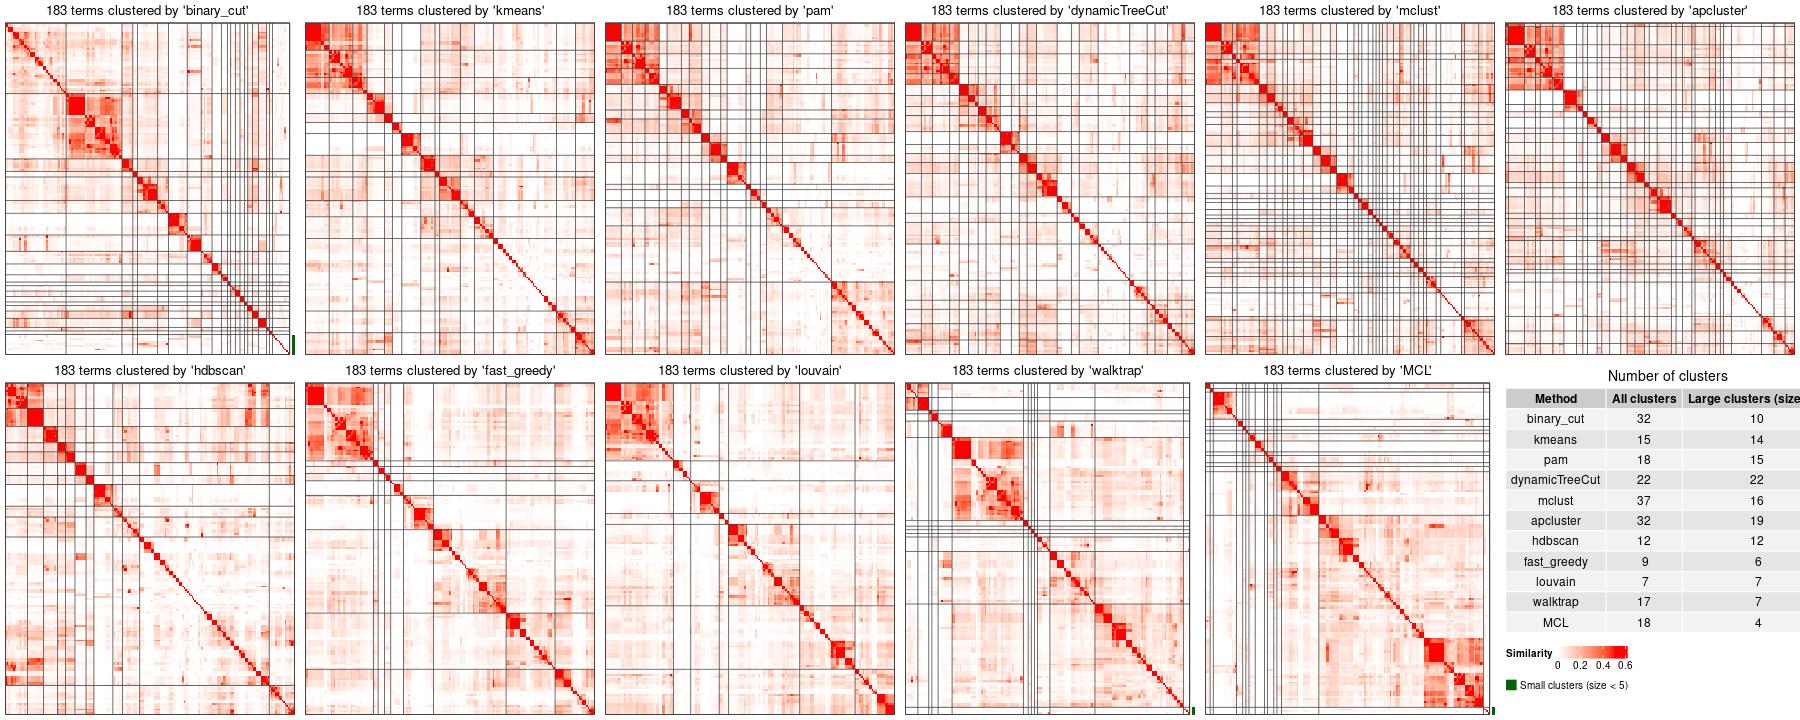 183 terms clustered by 'binary_cut'
183 terms clustered by 'kmeans'
183 terms clustered by 'pam'
183 terms clustered by 'dynamicTreeCut'
183 terms clustered by 'mclust'
183 terms clustered by 'apcluster'
183 terms clustered by 'hdbscan'
183 terms clustered by 'fast_greedy'
183 terms clustered by 'louvain'
183 terms clustered by 'walktrap'
183 terms clustered by 'MCL'
Number of clusters
Method All clusters Large clusters (size
binary_cut 32 10
kmeans 15 14
pam 18 15
dynamicTreeCut 22 22
mclust 37 16
apcluster 32 19
hdbscan 12 12
fast_greedy 9 6
louvain 7 7
walktrap 17 7
MCL 18 4
Similarity
0 0.2 0.4 0.6
Small clusters (size < 5)